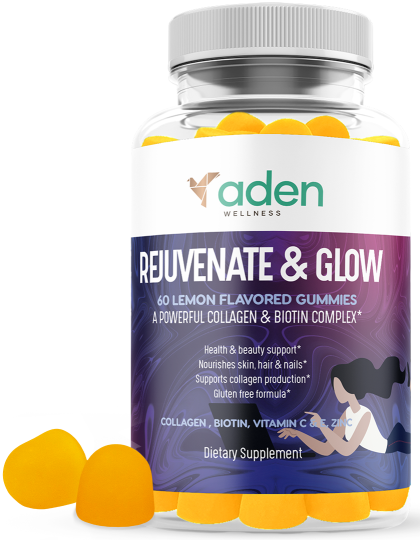 aden
WELLNESS
REJUVENATE & GLOW
60 LEMON FLAVORED GUMMIES
A POWERFUL COLLAGEN & BIOTIN COMPLEX*
Health & beauty support*
Nourishes skin, hair & nails*
Supports collagen production*
Gluten free formula*
COLLAGEN , BIOTIN, VITAMIN C & E, ZINC
Dietary Supplement